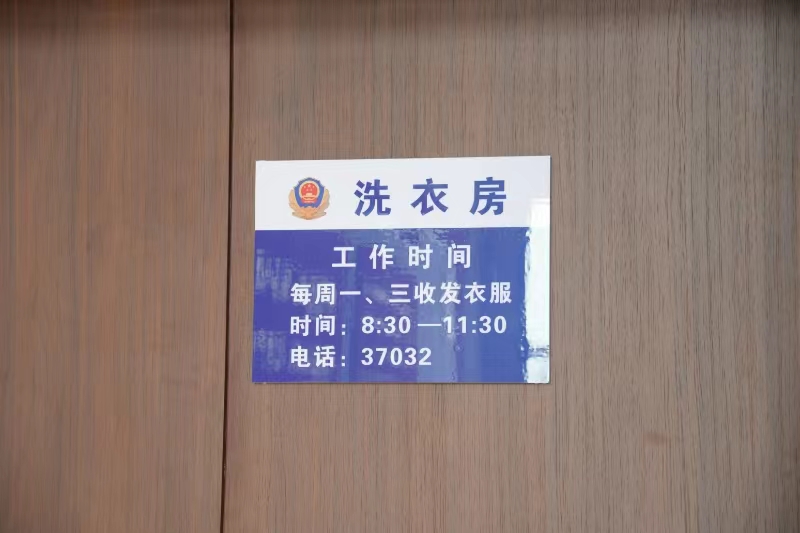 洗衣房
工作时间
每周一、三收发衣服
时间：8:30—11:30
电话：37032